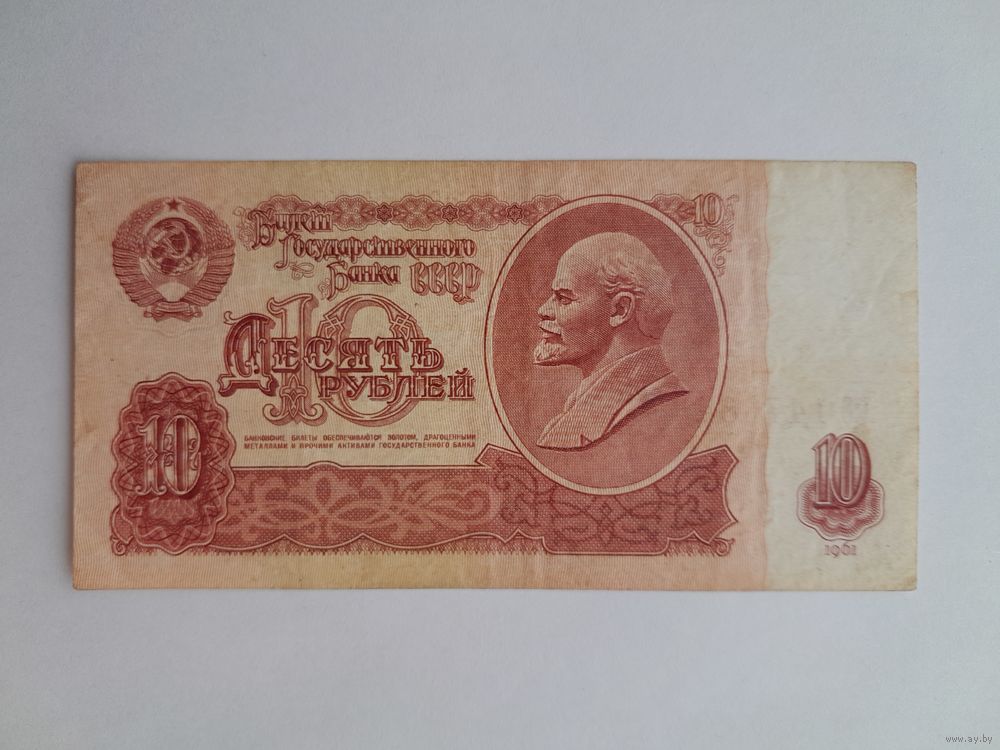 Билет
Государственного
Банка СССР
10
10
Десять
рублей
БАНКОВСКИЕ БИЛЕТЫ ОБЕСПЕЧИВАЮТСЯ ЗОЛОТОМ, ДРАГОЦЕННЫМИ
МЕТАЛЛАМИ И ПРОЧИМИ АКТИВАМИ ГОСУДАРСТВЕННОГО БАНКА
10
10
1961
www.ay.by